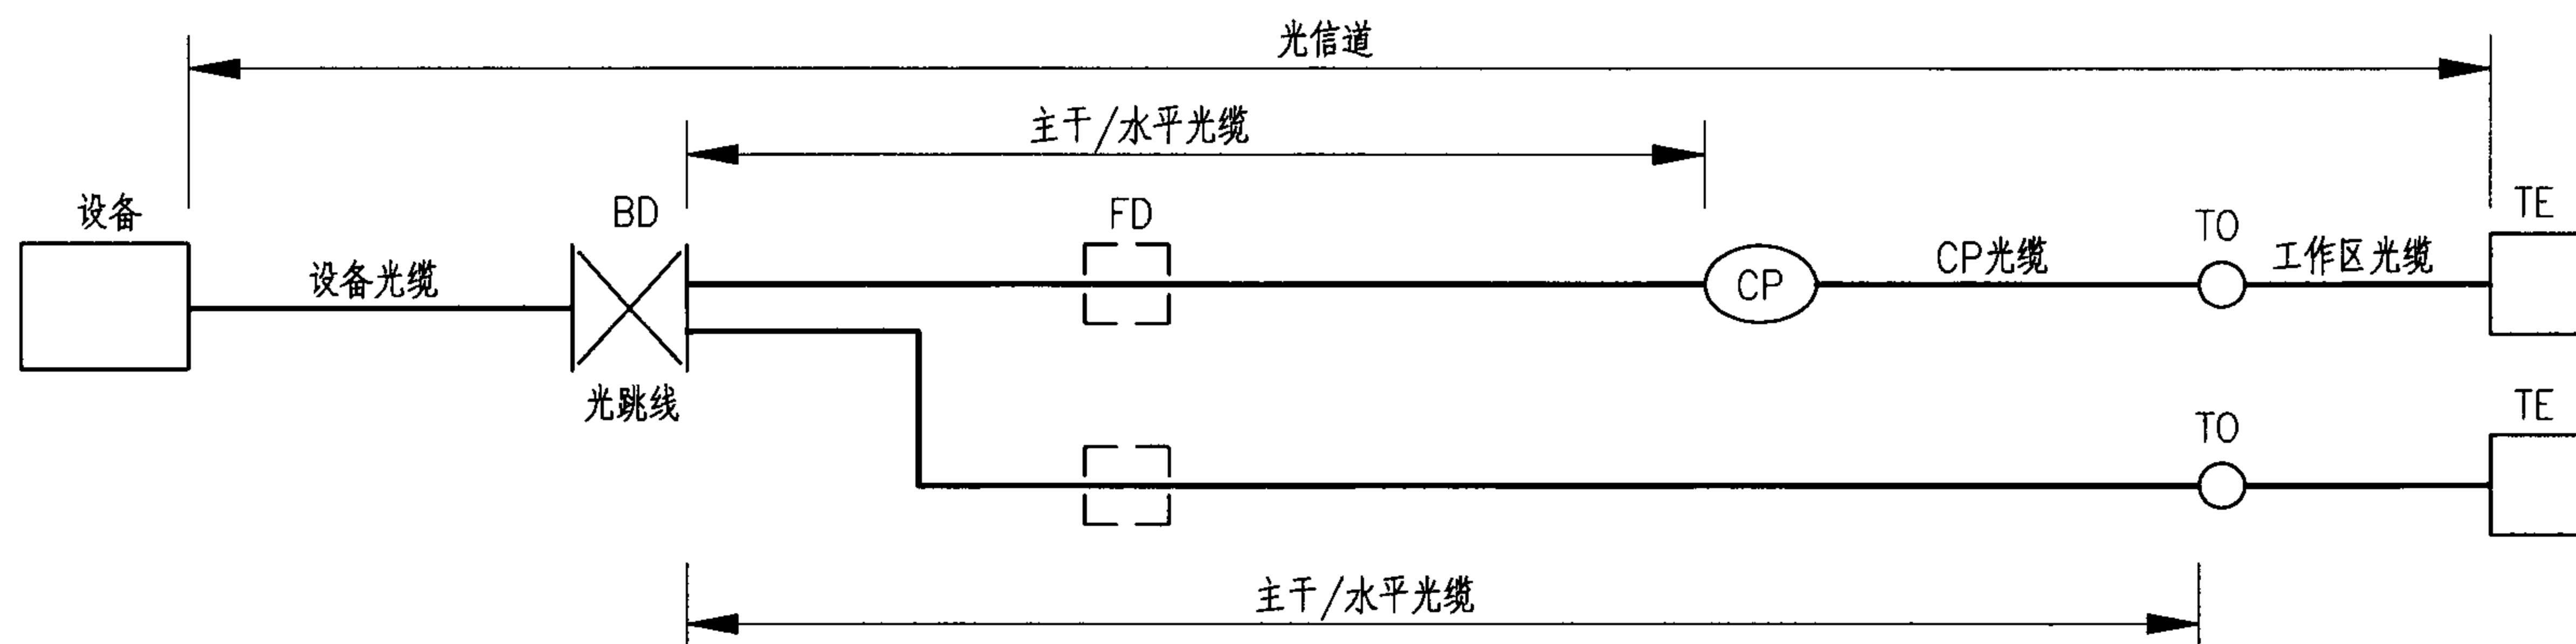 光信道
主干/水平光缆
设备
BD
FD
TO
TE
设备光缆
CP
CP光缆
工作区光缆
光跳线
TO
TE
主干/水平光缆